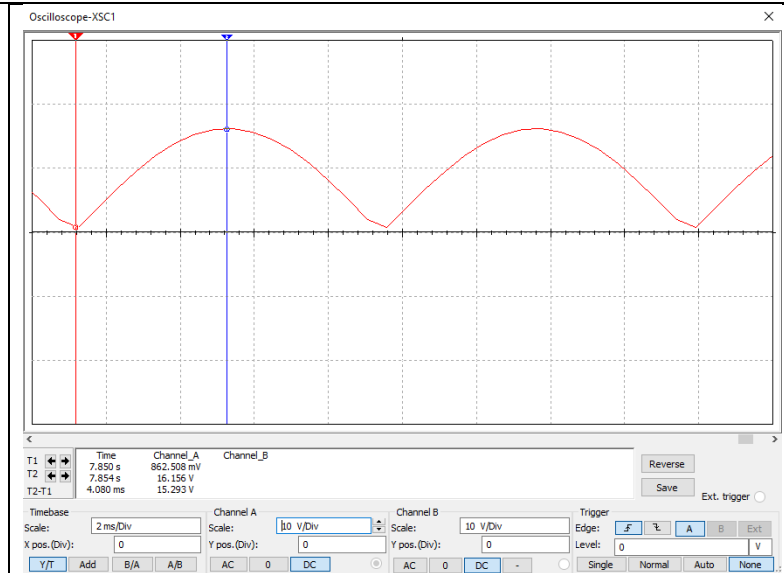 Oscilloscope-XSC1
1 2
Time Channel_A Channel_B
T1 7.850 s 862.508 mV
T2 7.854 s 16.156 V
T2-T1 4.080 ms 15.293 V
Reverse
Save
Ext. trigger
Timebase Channel A Channel B Trigger
Scale: 2 ms/Div Scale: 10 V/Div Scale: 10 V/Div Edge: A B Ext
X pos.(Div): 0 Y pos.(Div): 0 Y pos.(Div): 0 Level: 0 V
Y/T Add B/A A/B AC 0 DC AC 0 DC - Single Normal Auto None